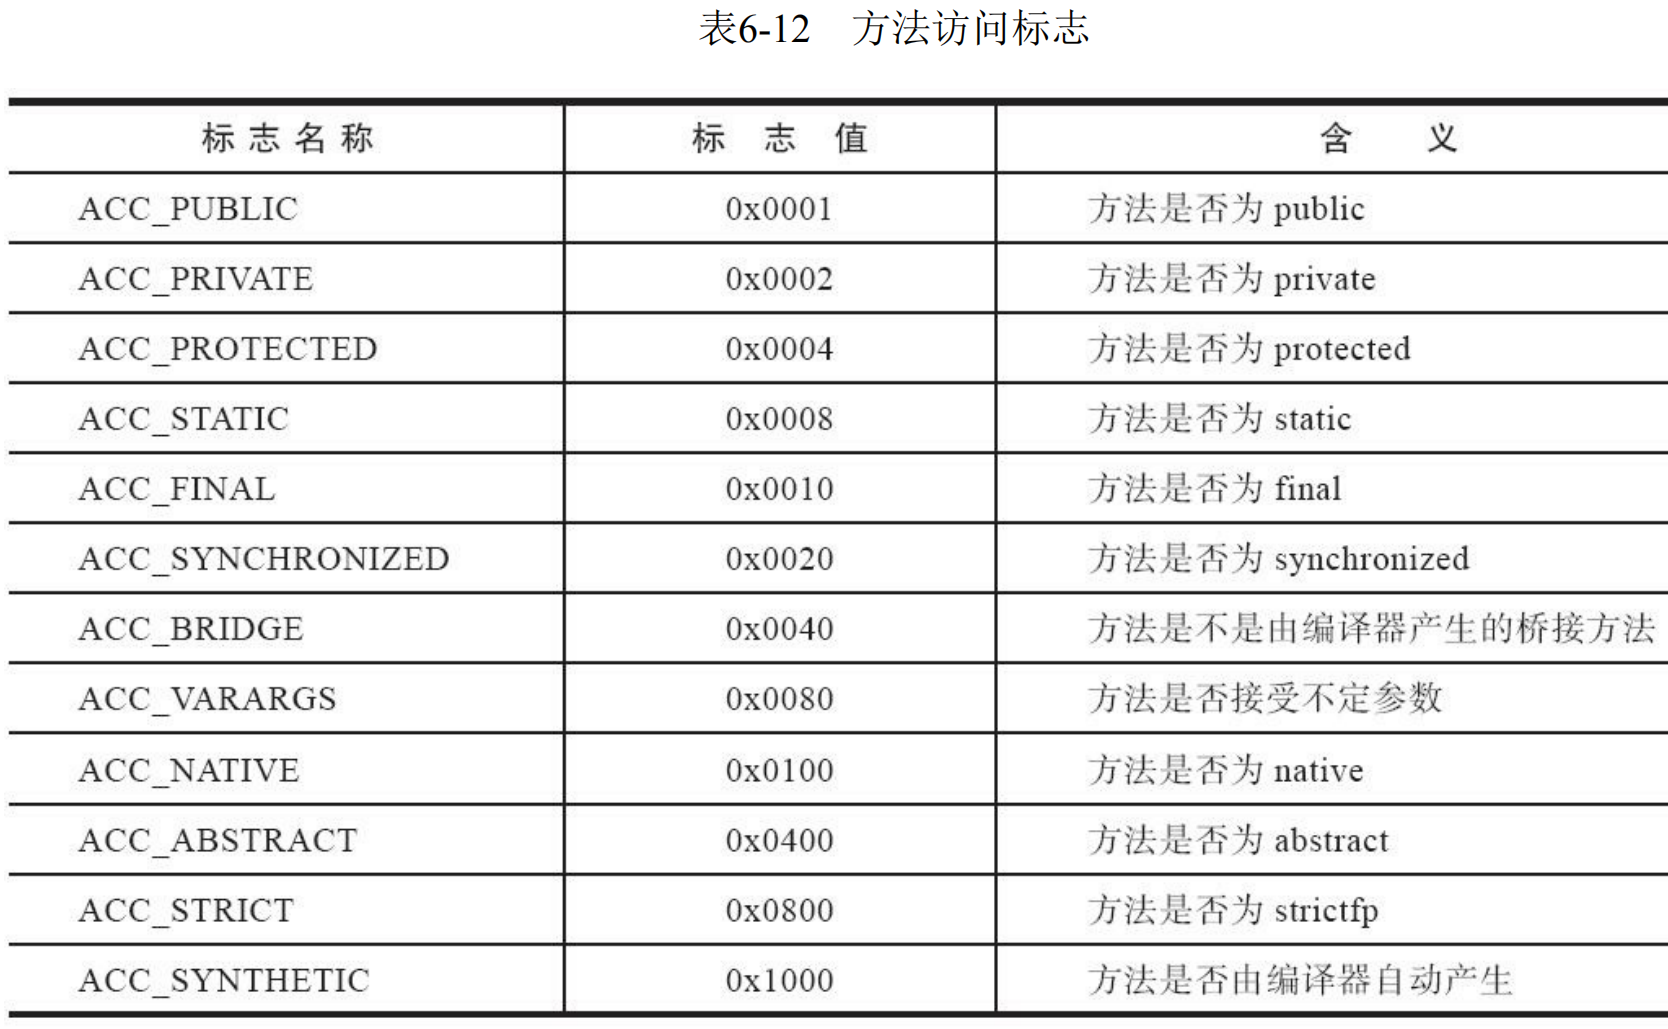 表6-12 方法访问标志
标志名称 标志值 含义
ACC_PUBLIC 0x0001 方法是否为 public
ACC_PRIVATE 0x0002 方法是否为 private
ACC_PROTECTED 0x0004 方法是否为 protected
ACC_STATIC 0x0008 方法是否为 static
ACC_FINAL 0x0010 方法是否为 final
ACC_SYNCHRONIZED 0x0020 方法是否为 synchronized
ACC_BRIDGE 0x0040 方法是不是由编译器产生的桥接方法
ACC_VARARGS 0x0080 方法是否接受不定参数
ACC_NATIVE 0x0100 方法是否为 native
ACC_ABSTRACT 0x0400 方法是否为 abstract
ACC_STRICT 0x0800 方法是否为 strictfp
ACC_SYNTHETIC 0x1000 方法是否由编译器自动产生